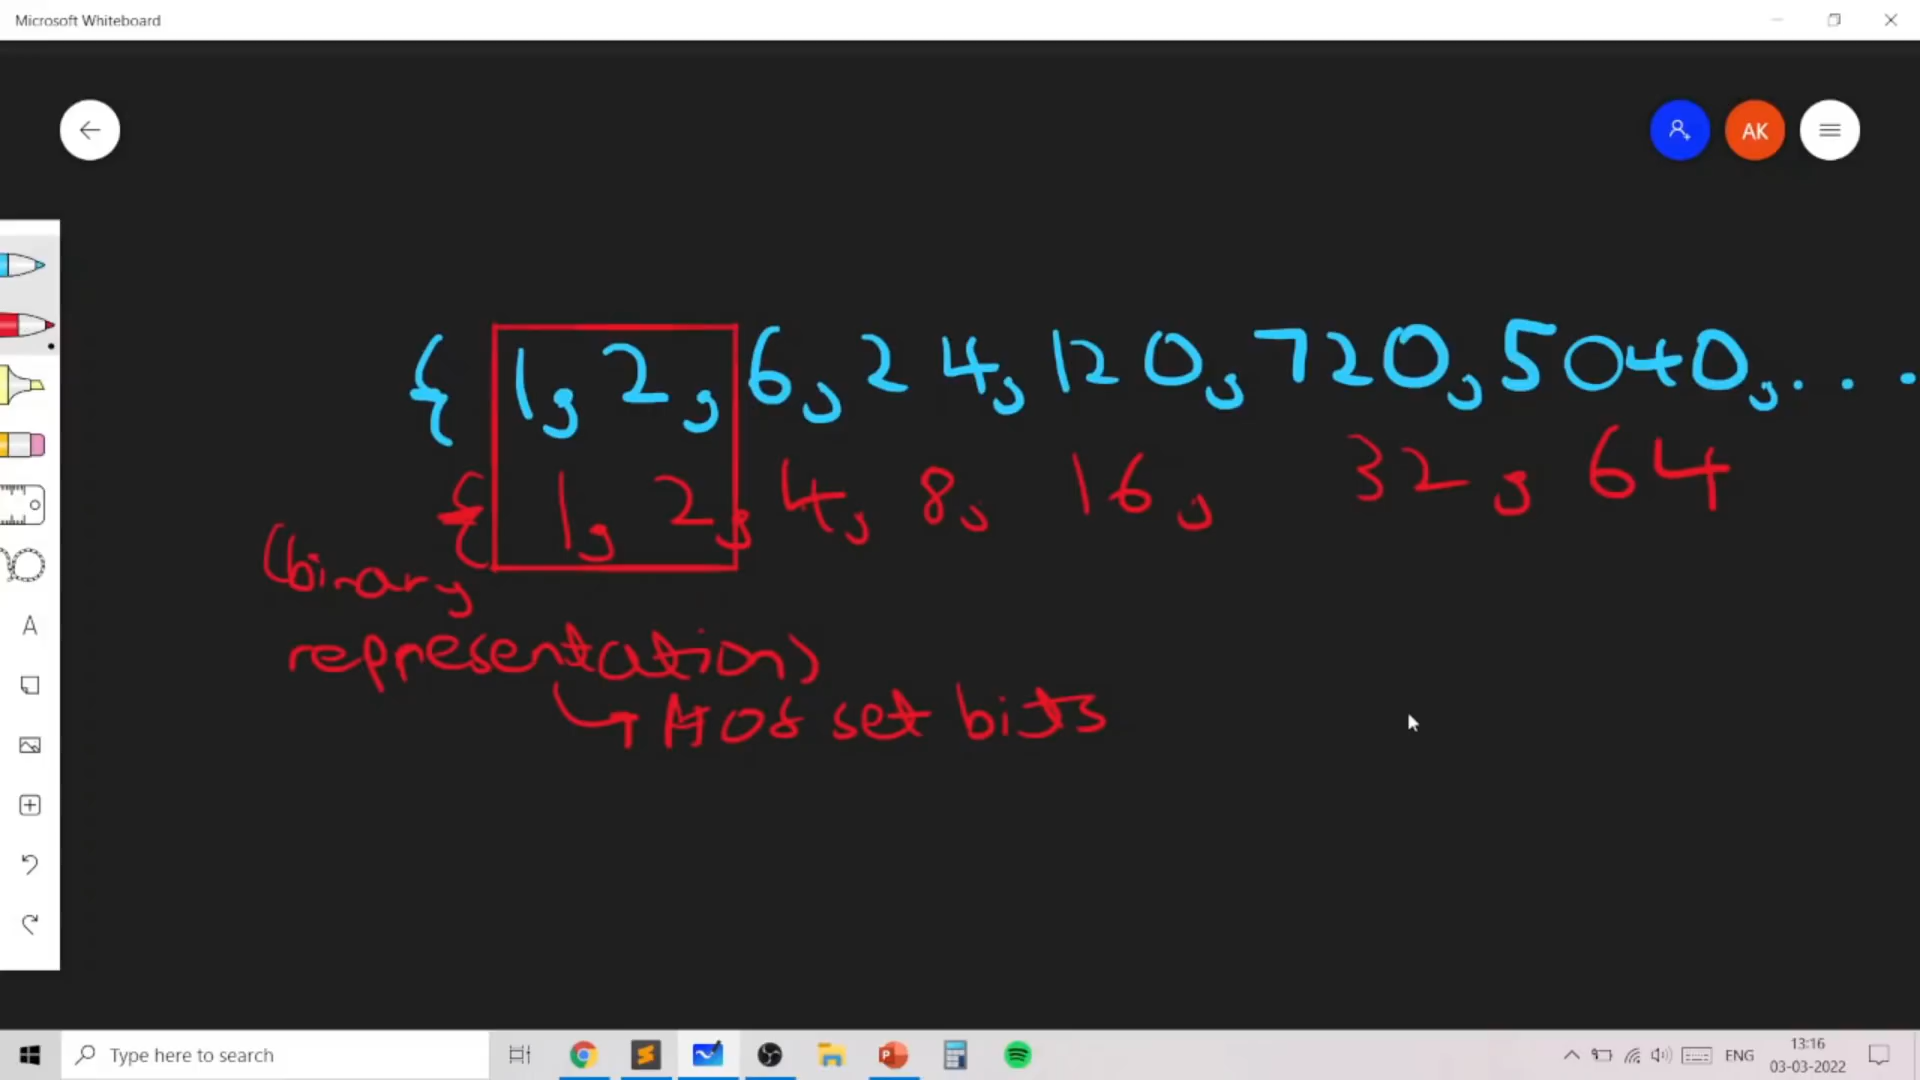 Microsoft Whiteboard
AK
{ 1, 2, 6, 24, 120, 720, 5040, ....
{ 1, 2, 4, 8, 16, 32, 64
(binary
representation)
↳ # of set bits
A
Type here to search
ENG
13:16
03-03-2022